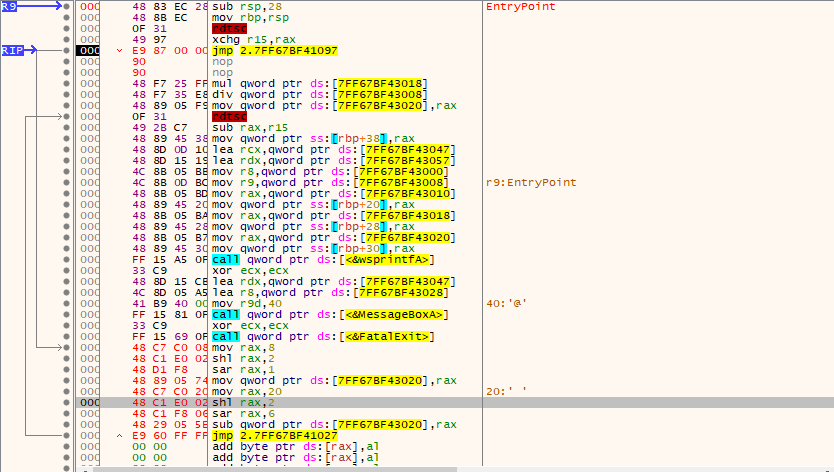 R9 000 48 83 EC 28 sub rsp,28 EntryPoint
000 48 8B EC mov rbp,rsp
000 0F 31 rdtsc
000 49 97 xchg r15,rax
RIP 000 E9 87 00 00 jmp 2.7FF67BF41097
000 90 nop
000 90 nop
000 48 F7 25 FF mul qword ptr ds:[7FF67BF43018]
000 48 F7 35 E8 div qword ptr ds:[7FF67BF43008]
000 48 89 05 F9 mov qword ptr ds:[7FF67BF43020],rax
000 0F 31 rdtsc
000 49 2B C7 sub rax,r15
000 48 89 45 38 mov qword ptr ss:[rbp+38],rax
000 48 8D 0D 10 lea rcx,qword ptr ds:[7FF67BF43047]
000 48 8D 15 19 lea rdx,qword ptr ds:[7FF67BF43057]
000 4C 8B 05 BB mov r8,qword ptr ds:[7FF67BF43000]
000 4C 8B 0D BC mov r9,qword ptr ds:[7FF67BF43008] r9:EntryPoint
000 48 8B 05 BD mov rax,qword ptr ds:[7FF67BF43010]
000 48 89 45 20 mov qword ptr ss:[rbp+20],rax
000 48 8B 05 BA mov rax,qword ptr ds:[7FF67BF43018]
000 48 89 45 28 mov qword ptr ss:[rbp+28],rax
000 48 8B 05 B7 mov rax,qword ptr ds:[7FF67BF43020]
000 48 89 45 30 mov qword ptr ss:[rbp+30],rax
000 FF 15 A5 0F call qword ptr ds:[<&wsprintfA>]
000 33 C9 xor ecx,ecx
000 48 8D 15 CB lea rdx,qword ptr ds:[7FF67BF43047]
000 4C 8D 05 A5 lea r8,qword ptr ds:[7FF67BF43028]
000 41 B9 40 00 mov r9d,40 40:'@'
000 FF 15 81 0F call qword ptr ds:[<&MessageBoxA>]
000 33 C9 xor ecx,ecx
000 FF 15 69 0F call qword ptr ds:[<&FatalExit>]
000 48 C7 C0 08 mov rax,8
000 48 C1 E0 02 shl rax,2
000 48 D1 F8 sar rax,1
000 48 89 05 74 mov qword ptr ds:[7FF67BF43020],rax
000 48 C7 C0 20 mov rax,20 20:' '
000 48 C1 E0 02 shl rax,2
000 48 C1 F8 06 sar rax,6
000 48 29 05 5E sub qword ptr ds:[7FF67BF43020],rax
000 E9 60 FF FF jmp 2.7FF67BF41027
000 00 00 add byte ptr ds:[rax],al
000 00 00 add byte ptr ds:[rax],al